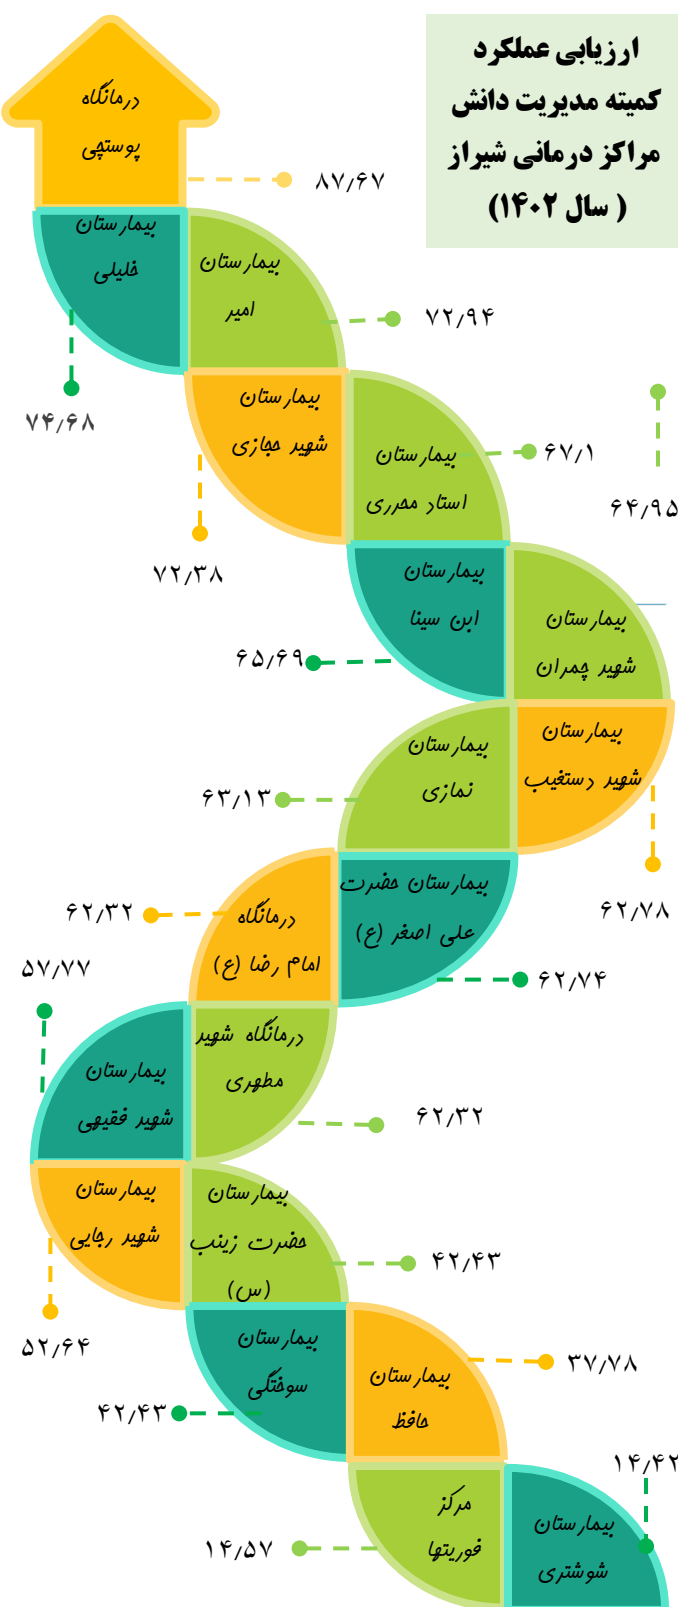 ارزیابی عملکرد
کمیته مدیریت دانش
مراکز درمانی شیراز
( سال ۱۴۰۲)
درمانگاه
پوستچی
۸۷/۶۷
بیمارستان
خلیلی
۷۴/۶۸
بیمارستان
امیر
۷۲/۹۴
بیمارستان
شهید حجازی
۷۲/۳۸
بیمارستان
استاد محرری
۶۷/۱
بیمارستان
ابن سینا
۶۵/۶۹
بیمارستان
شهید چمران
۶۴/۹۵
بیمارستان
نمازی
۶۳/۱۳
بیمارستان
شهید دستغیب
۶۲/۷۸
بیمارستان حضرت
علی اصغر (ع)
۶۲/۷۴
درمانگاه
امام رضا (ع)
۶۲/۳۲
درمانگاه شهید
مطهری
۶۲/۳۲
بیمارستان
شهید فقیهی
۵۷/۷۷
بیمارستان
شهید رجایی
۵۲/۶۴
بیمارستان
حضرت زینب
(س)
۴۲/۴۳
بیمارستان
سوختگی
۴۲/۴۳
بیمارستان
حافظ
۳۷/۷۸
مرکز
فوریتها
۱۴/۵۷
بیمارستان
شوشتری
۱۴/۴۲